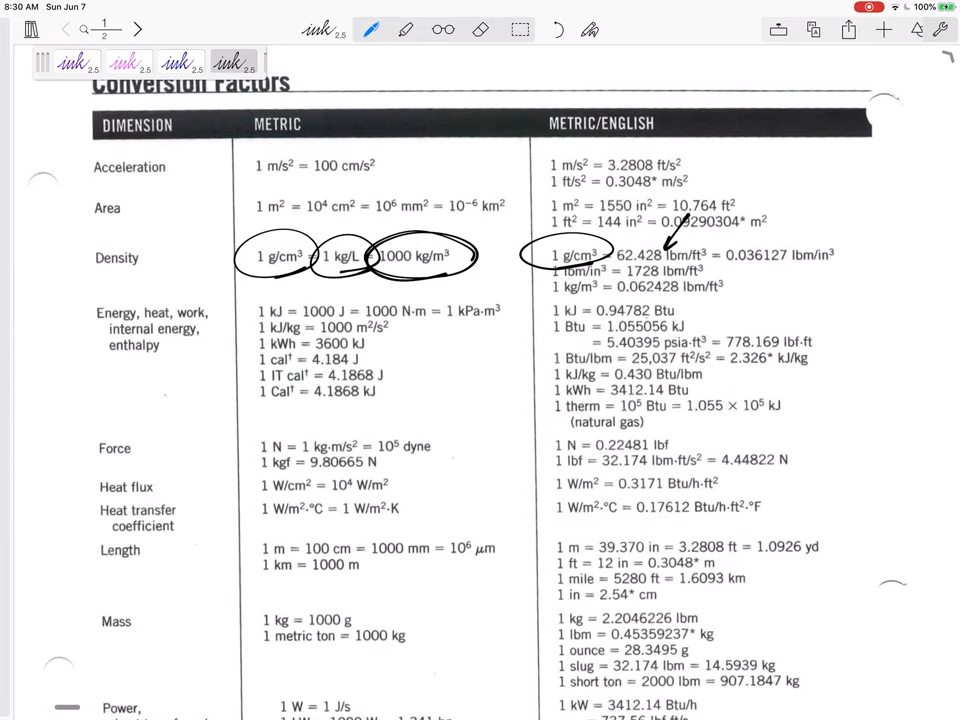 8:30 AM Sun Jun 7
100%
1
2
ink 2.5
ink 2.5 ink 2.5 ink 2.5 ink 2.5
Conversion Factors
DIMENSION METRIC METRIC/ENGLISH
Acceleration 1 m/s² = 100 cm/s² 1 m/s² = 3.2808 ft/s²
1 ft/s² = 0.3048* m/s²
Area 1 m² = 10⁴ cm² = 10⁶ mm² = 10⁻⁶ km² 1 m² = 1550 in² = 10.764 ft²
1 ft² = 144 in² = 0.09290304* m²
Density 1 g/cm³ = 1 kg/L = 1000 kg/m³ 1 g/cm³ = 62.428 lbm/ft³ = 0.036127 lbm/in³
1 lbm/in³ = 1728 lbm/ft³
1 kg/m³ = 0.062428 lbm/ft³
Energy, heat, work, 1 kJ = 1000 J = 1000 N·m = 1 kPa·m³ 1 kJ = 0.94782 Btu
internal energy, 1 kJ/kg = 1000 m²/s² 1 Btu = 1.055056 kJ
enthalpy 1 kWh = 3600 kJ = 5.40395 psia·ft³ = 778.169 lbf·ft
1 cal† = 4.184 J 1 Btu/lbm = 25,037 ft²/s² = 2.326* kJ/kg
1 IT cal† = 4.1868 J 1 kJ/kg = 0.430 Btu/lbm
1 Cal† = 4.1868 kJ 1 kWh = 3412.14 Btu
1 therm = 10⁵ Btu = 1.055 × 10⁵ kJ
(natural gas)
Force 1 N = 1 kg·m/s² = 10⁵ dyne 1 N = 0.22481 lbf
1 kgf = 9.80665 N 1 lbf = 32.174 lbm·ft/s² = 4.44822 N
Heat flux 1 W/cm² = 10⁴ W/m² 1 W/m² = 0.3171 Btu/h·ft²
Heat transfer 1 W/m²·°C = 1 W/m²·K 1 W/m²·°C = 0.17612 Btu/h·ft²·°F
coefficient
Length 1 m = 100 cm = 1000 mm = 10⁶ μm 1 m = 39.370 in = 3.2808 ft = 1.0926 yd
1 km = 1000 m 1 ft = 12 in = 0.3048* m
1 mile = 5280 ft = 1.6093 km
1 in = 2.54* cm
Mass 1 kg = 1000 g 1 kg = 2.2046226 lbm
1 metric ton = 1000 kg 1 lbm = 0.45359237* kg
1 ounce = 28.3495 g
1 slug = 32.174 lbm = 14.5939 kg
1 short ton = 2000 lbm = 907.1847 kg
Power, 1 W = 1 J/s 1 kW = 3412.14 Btu/h